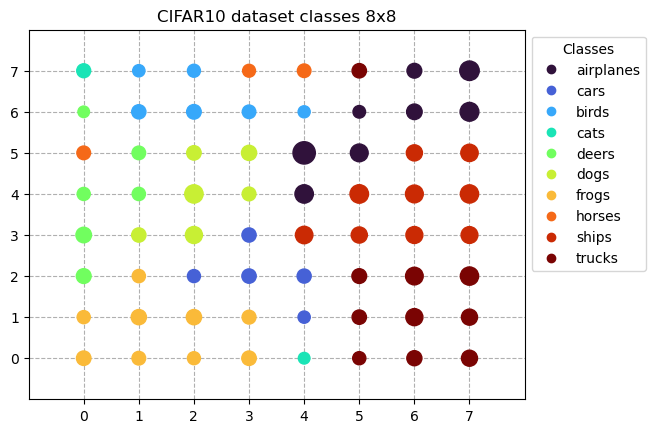 CIFAR10 dataset classes 8x8
Classes
airplanes
cars
birds
cats
deers
dogs
frogs
horses
ships
trucks
7
6
5
4
3
2
1
0
0 1 2 3 4 5 6 7